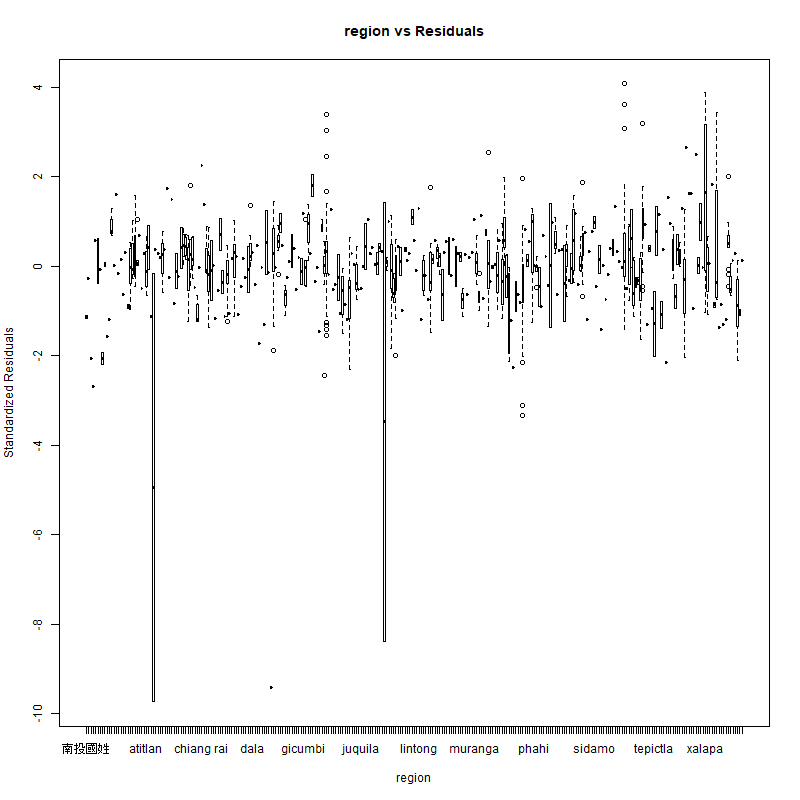 region vs Residuals
Standardized Residuals
4
2
0
-2
-4
-6
-8
-10
南投國姓 atitlan chiang rai dala gicumbi juquila lintong muranga phahi sidamo tepictla xalapa
region